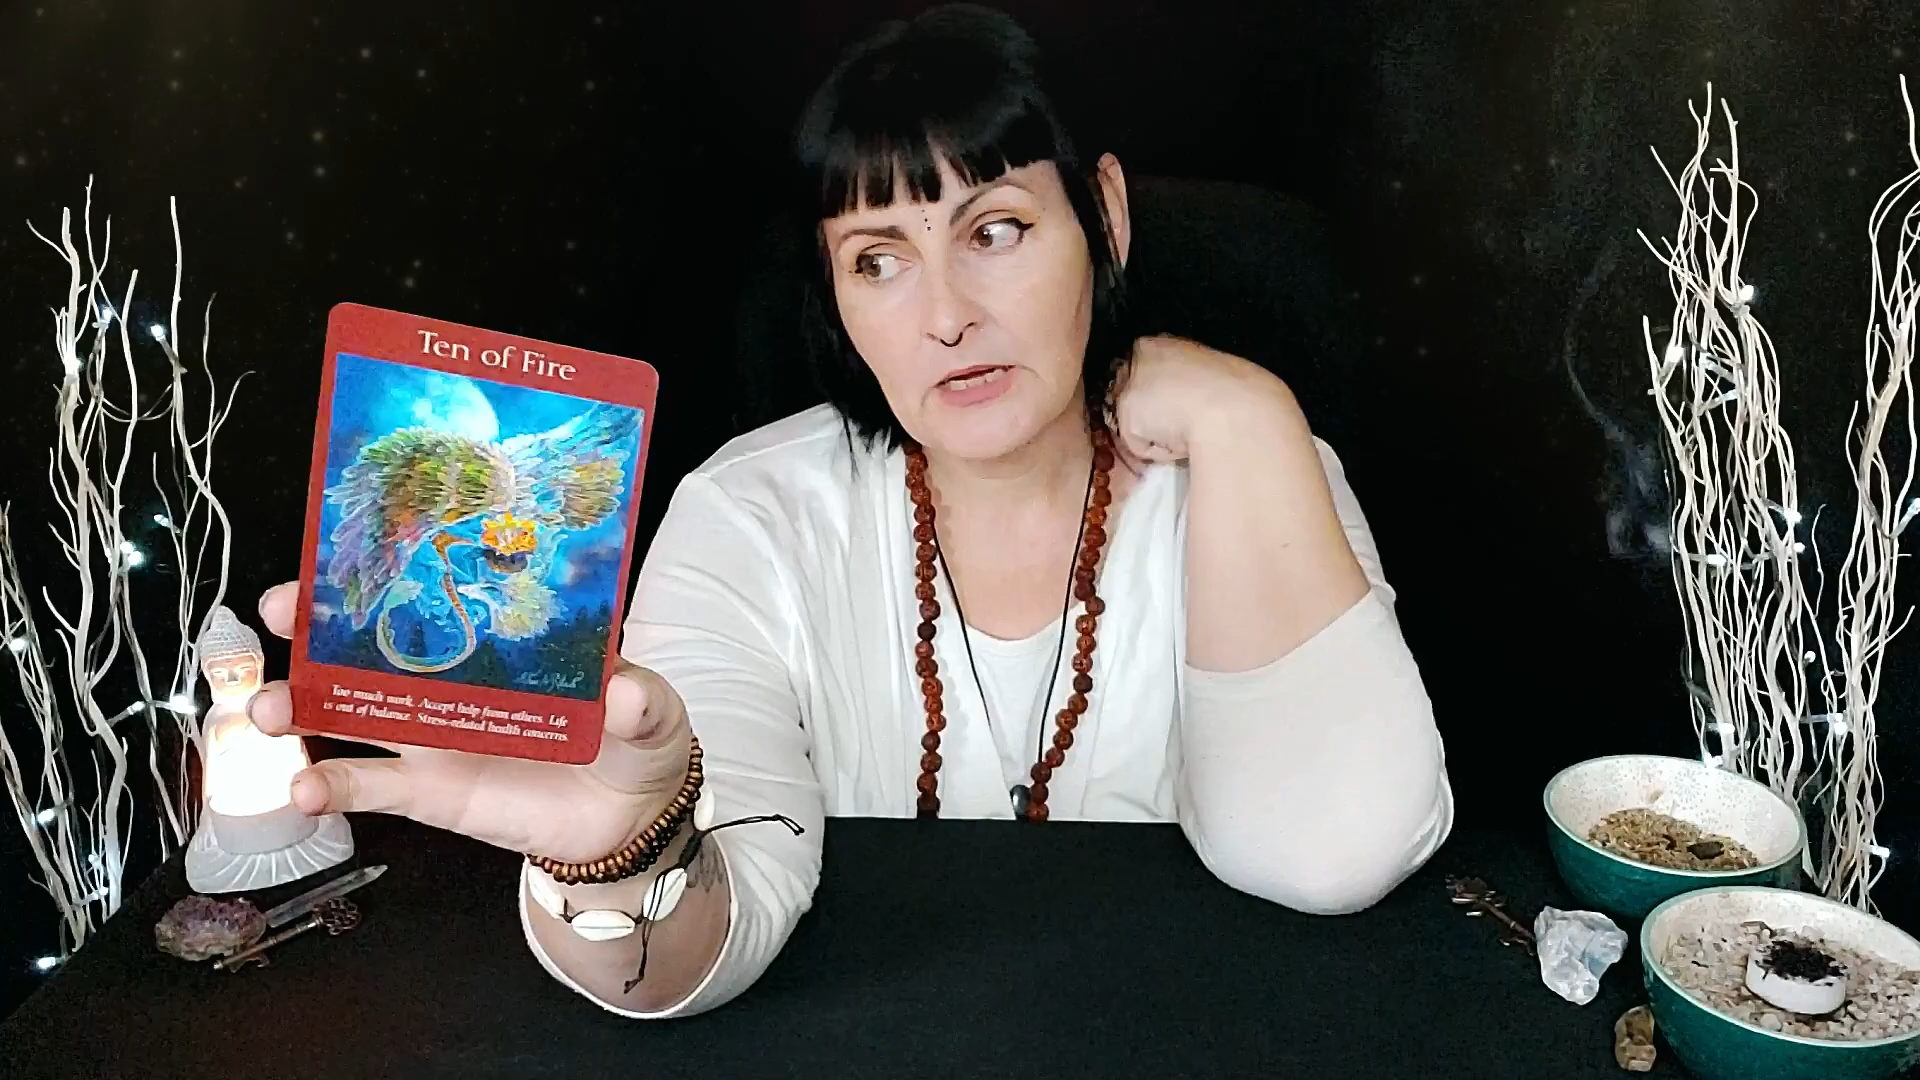 Ten of Fire
Too much work. Accept help from others. Life
is out of balance. Stress-related health concerns.